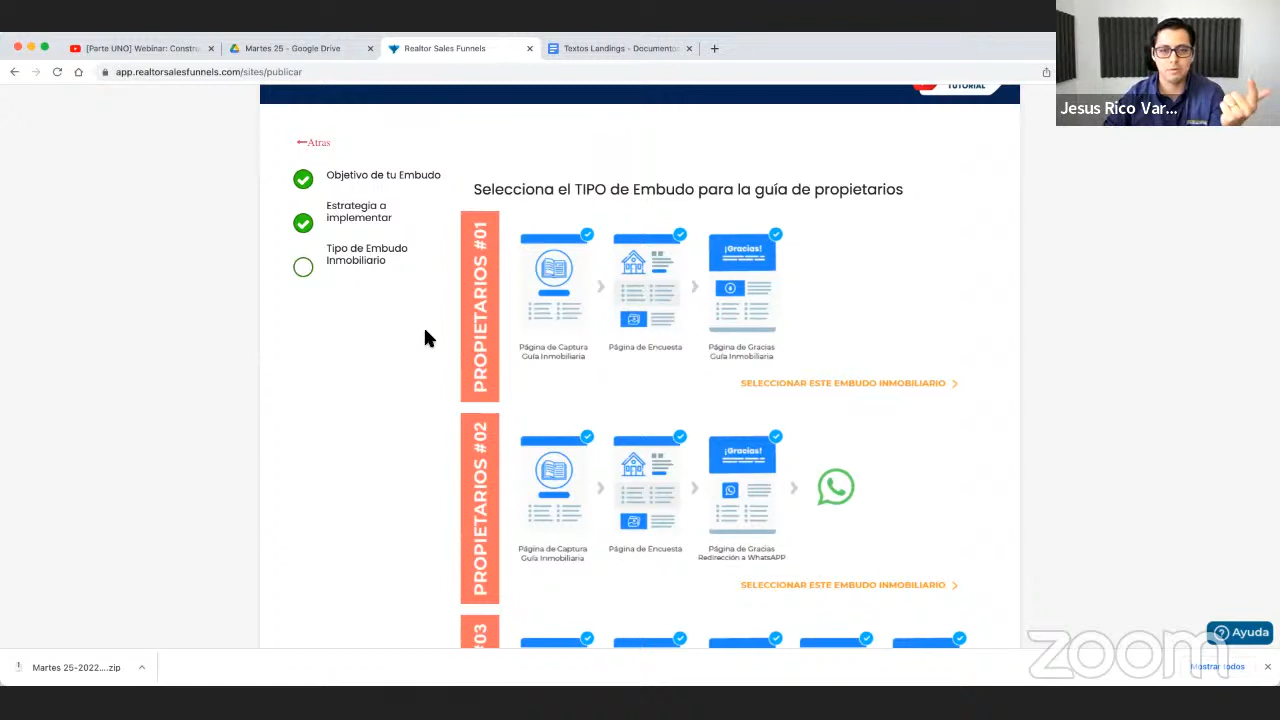 [Parte UNO] Webinar: Constru
Martes 25 - Google Drive
Realtor Sales Funnels
Textos Landings - Documento
app.realtorsalesfunnels.com/sites/publicar
Jesus Rico Var...
TUTORIAL
Atras
Objetivo de tu Embudo
Estrategia a
implementar
Tipo de Embudo
Inmobiliario
Selecciona el TIPO de Embudo para la guía de propietarios
PROPIETARIOS #01
¡Gracias!
Página de Captura
Guía Inmobiliaria
Página de Encuesta
Página de Gracias
Guía Inmobiliaria
SELECCIONAR ESTE EMBUDO INMOBILIARIO
PROPIETARIOS #02
¡Gracias!
Página de Captura
Guía Inmobiliaria
Página de Encuesta
Página de Gracias
Redirección a WhatsAPP
SELECCIONAR ESTE EMBUDO INMOBILIARIO
#03
Ayuda
zoom
Martes 25-2022....zip
Mostrar todos